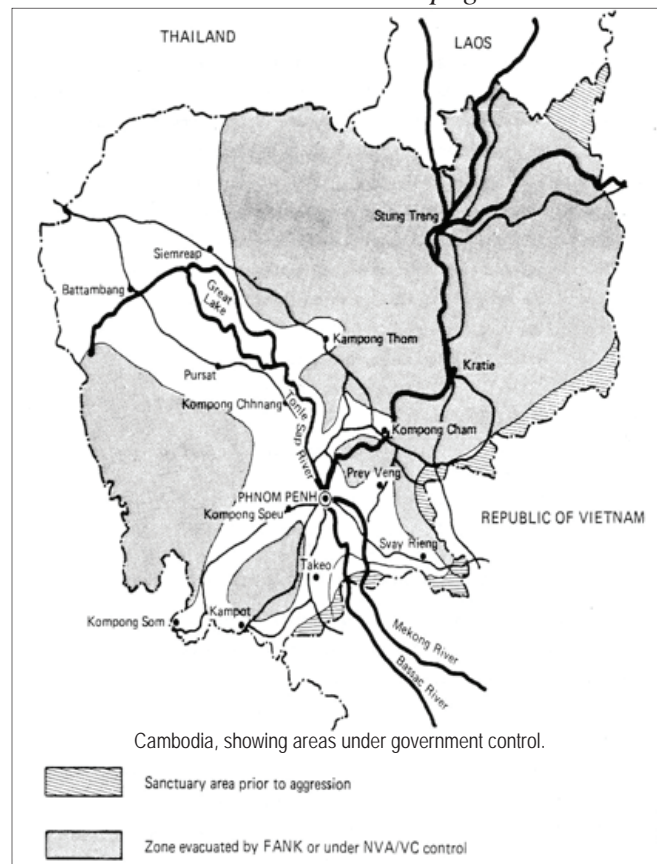 THAILAND
LAOS
Stung Treng
Siemreap
Battambang
Great
Lake
Kampong Thom
Kratie
Pursat
Kompong Chhnang
Tonle Sap River
Kompong Cham
Prey Veng
PHNOM PENH
Kompong Speu
REPUBLIC OF VIETNAM
Svay Rieng
Takeo
Kompong Som
Kampot
Mekong River
Bassac River
Cambodia, showing areas under government control.
Sanctuary area prior to aggression
Zone evacuated by FANK or under NVA/VC control